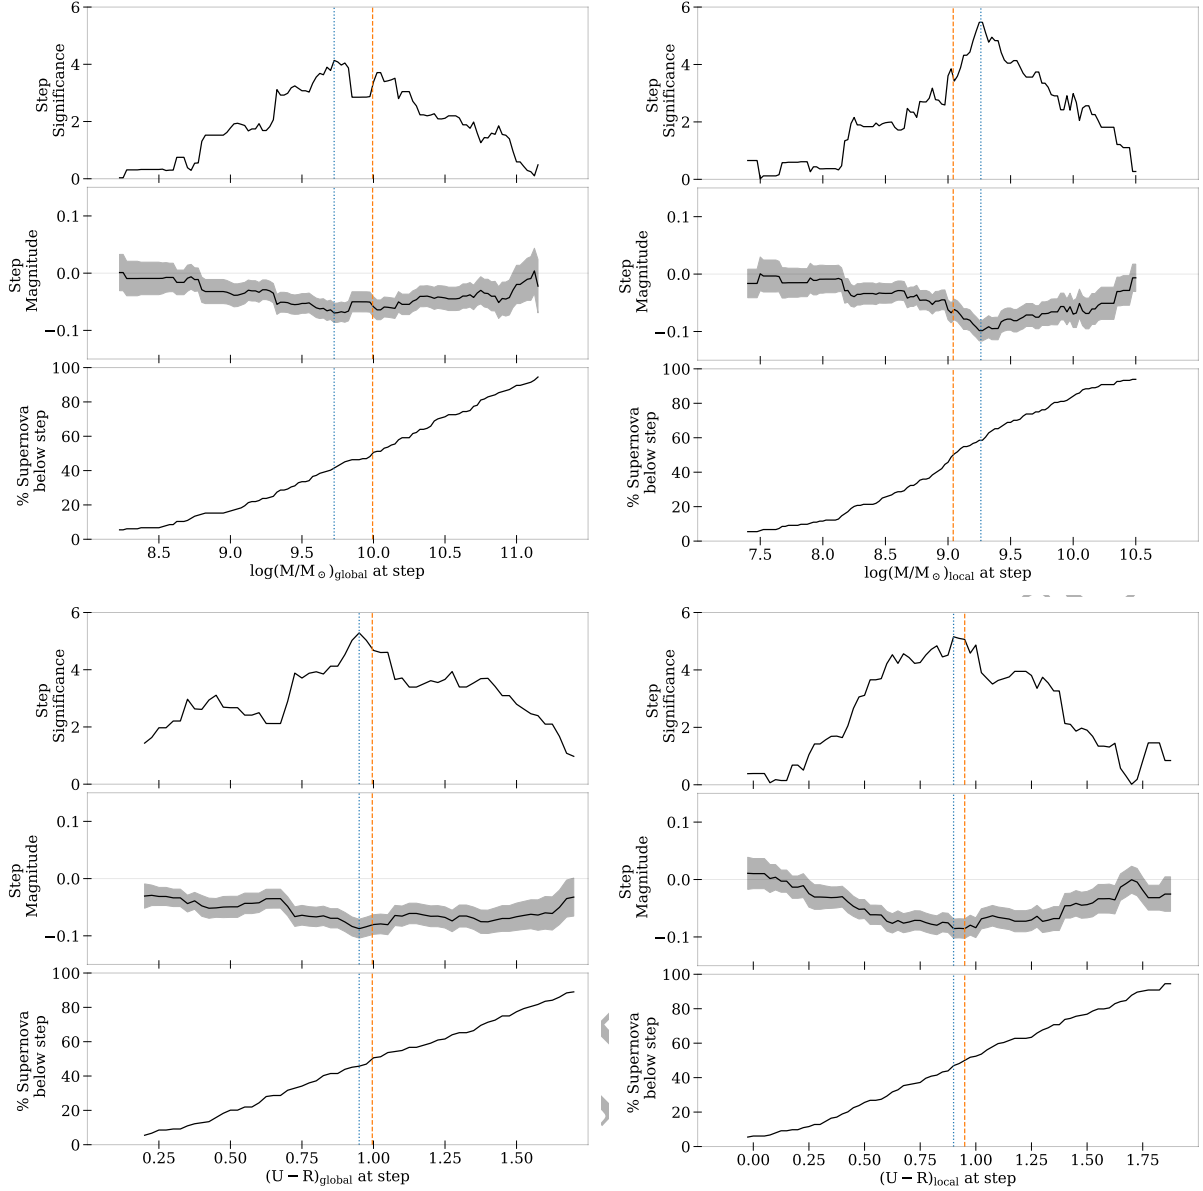 6
4
2
0
Step
Significance
0.1
0.0
−0.1
Step
Magnitude
100
80
60
40
20
0
% Supernova
below step
8.5 9.0 9.5 10.0 10.5 11.0
log(M/M⊙)global at step
6
4
2
0
Step
Significance
0.1
0.0
−0.1
Step
Magnitude
100
80
60
40
20
0
% Supernova
below step
7.5 8.0 8.5 9.0 9.5 10.0 10.5
log(M/M⊙)local at step
6
4
2
0
Step
Significance
0.1
0.0
−0.1
Step
Magnitude
100
80
60
40
20
0
% Supernova
below step
0.25 0.50 0.75 1.00 1.25 1.50
(U − R)global at step
6
4
2
0
Step
Significance
0.1
0.0
−0.1
Step
Magnitude
100
80
60
40
20
0
% Supernova
below step
0.00 0.25 0.50 0.75 1.00 1.25 1.50 1.75
(U − R)local at step